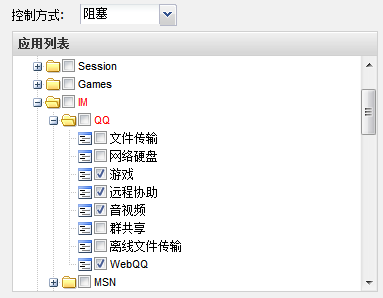 控制方式: 阻塞
应用列表
Session
Games
IM
QQ
文件传输
网络硬盘
游戏
远程协助
音视频
群共享
离线文件传输
WebQQ
MSN